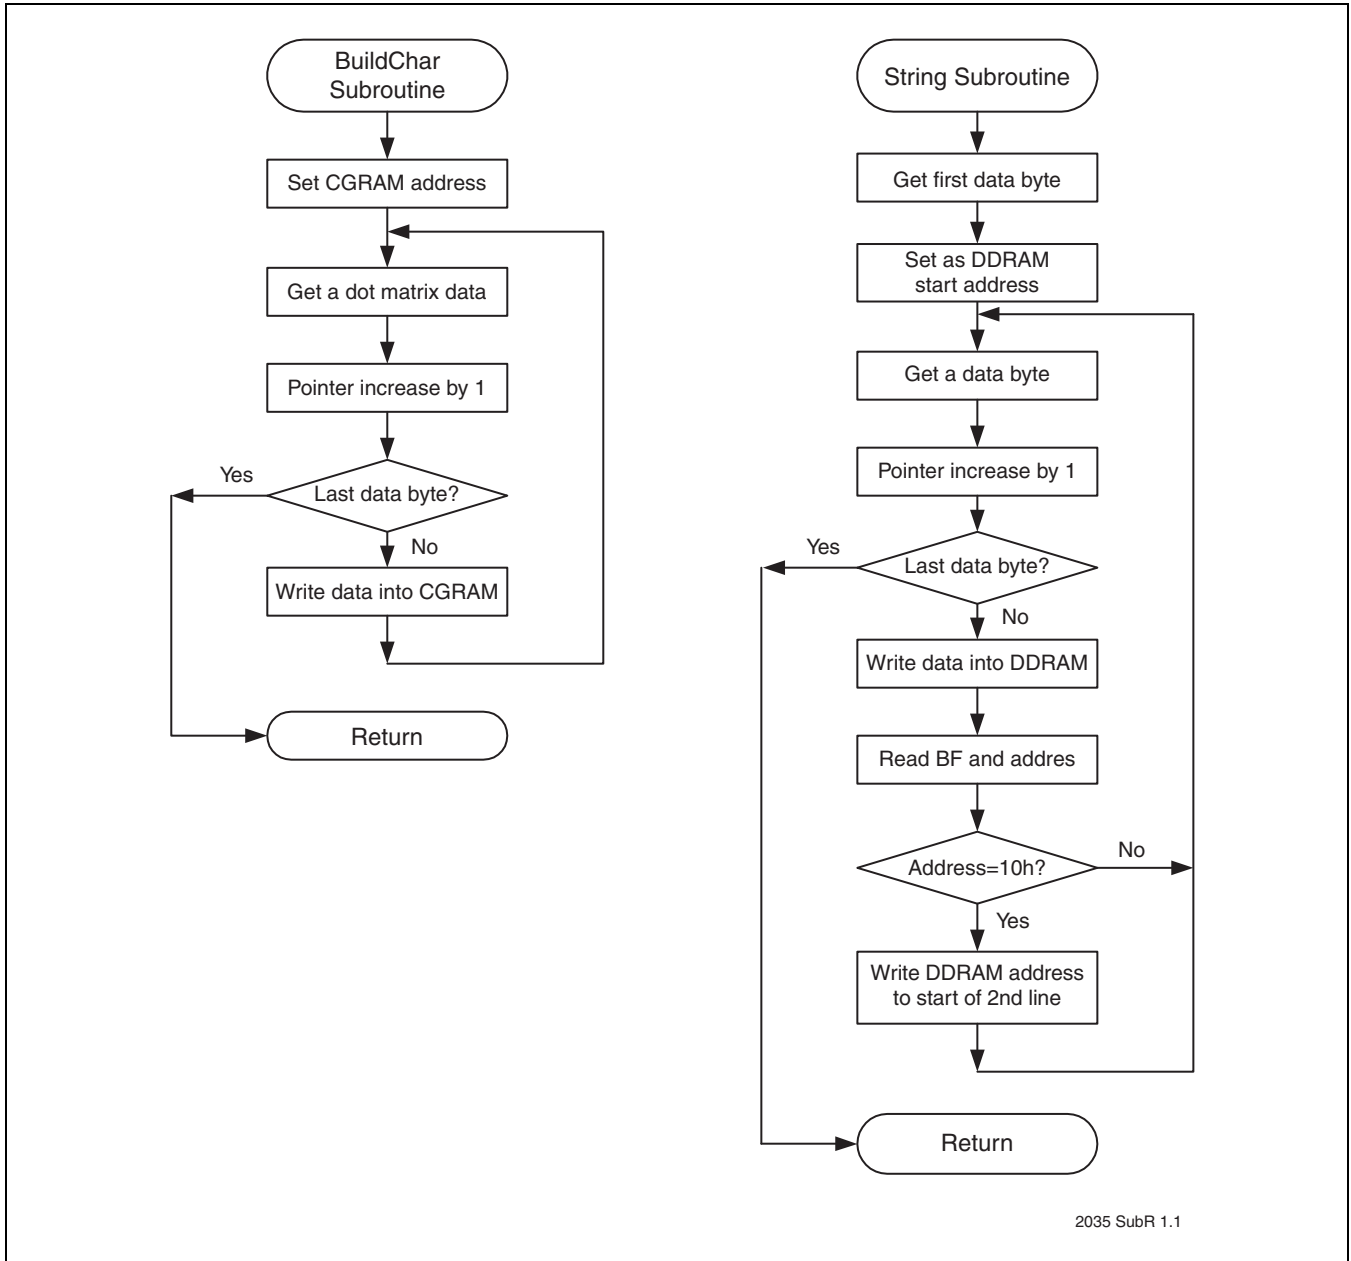 BuildChar
Subroutine
Set CGRAM address
Get a dot matrix data
Pointer increase by 1
Yes
Last data byte?
No
Write data into CGRAM
Return
String Subroutine
Get first data byte
Set as DDRAM
start address
Get a data byte
Pointer increase by 1
Yes
Last data byte?
No
Write data into DDRAM
Read BF and addres
Address=10h?
No
Yes
Write DDRAM address
to start of 2nd line
Return
2035 SubR 1.1